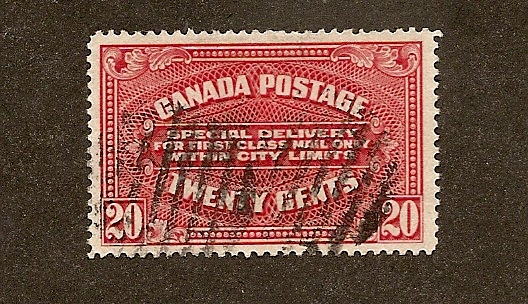 CANADA POSTAGE
SPECIAL DELIVERY
FOR FIRST CLASS MAIL ONLY
WITHIN CITY LIMITS
TWENTY CENTS
20 20